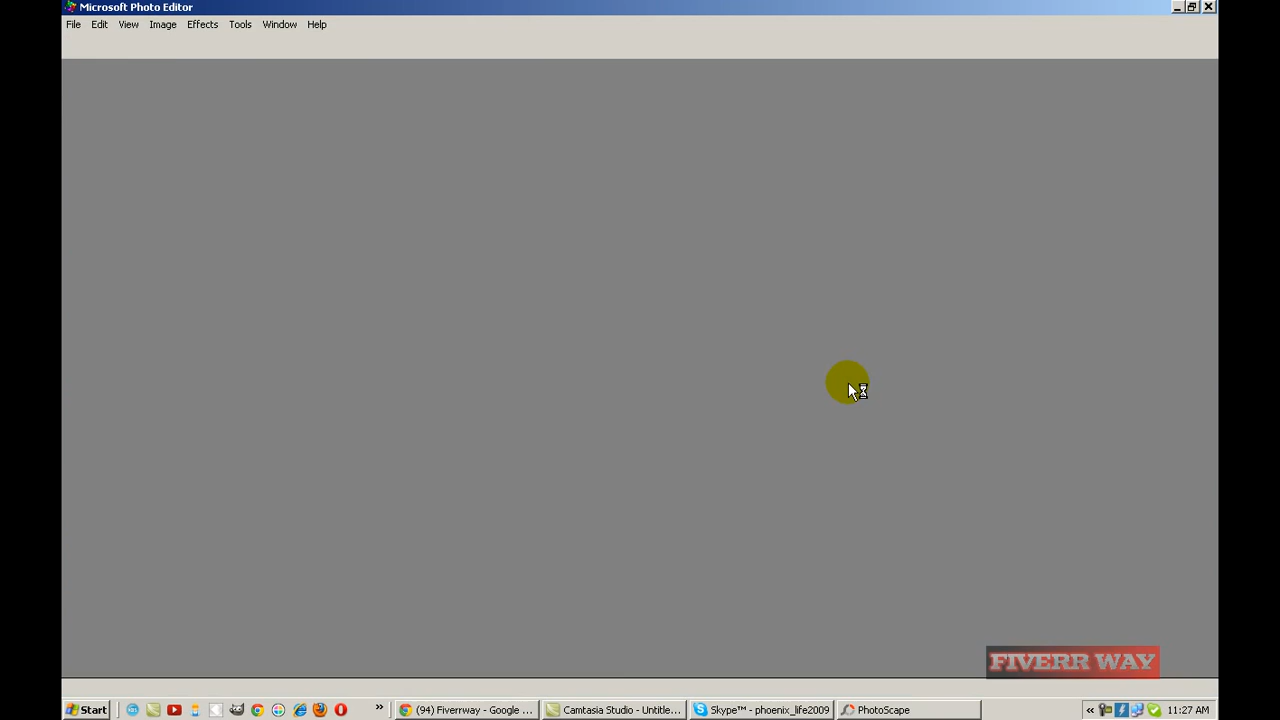 Microsoft Photo Editor
File Edit View Image Effects Tools Window Help
FIVERR WAY
Start » (94) Fiverrway - Google ... Camtasia Studio - Untitle... Skype™ - phoenix_life2009 PhotoScape « 11:27 AM